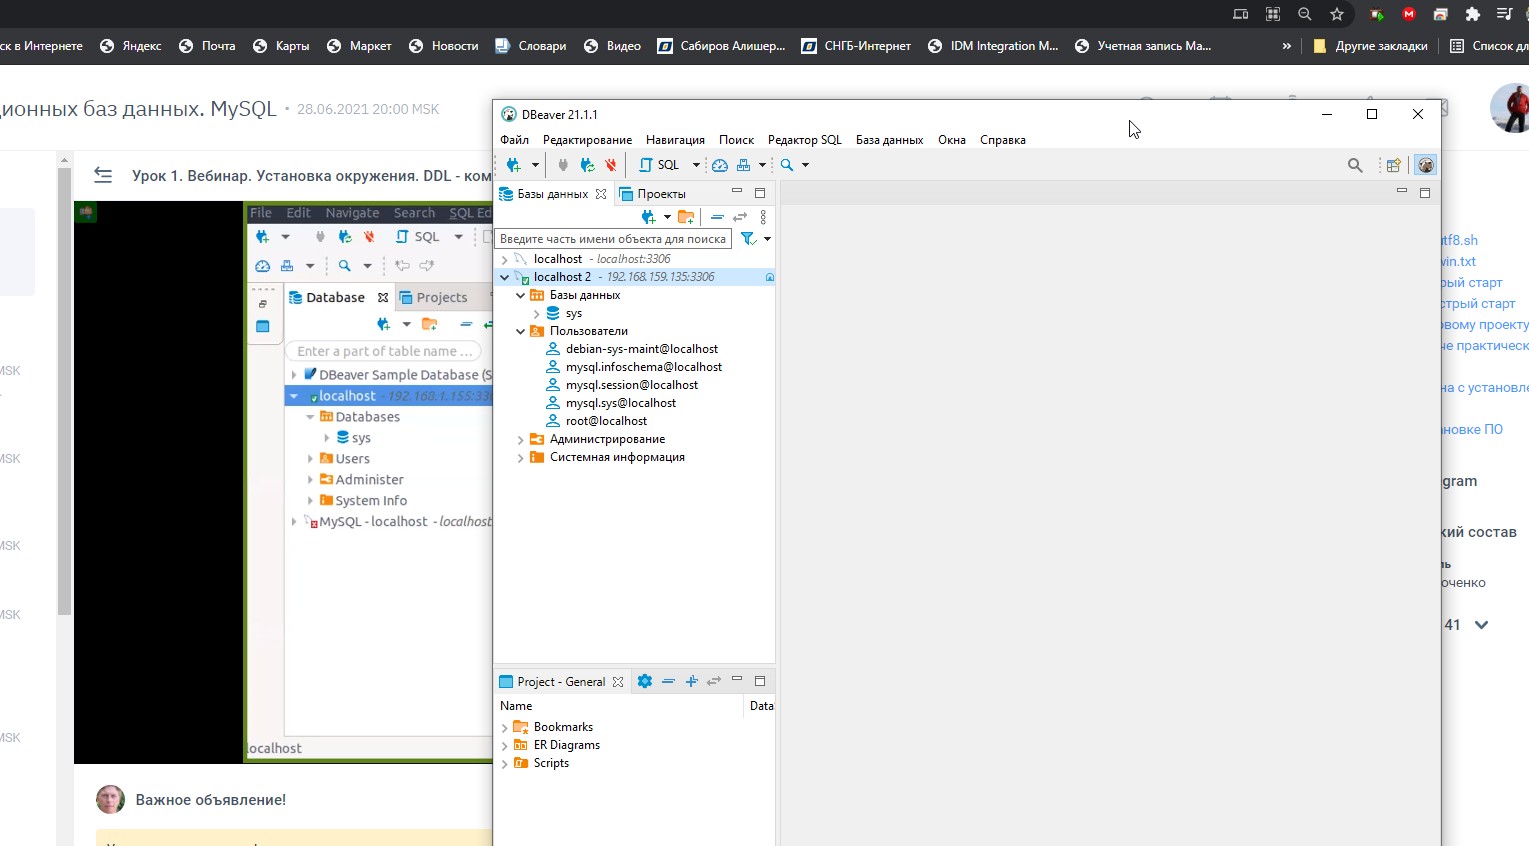 ск в Интернете Яндекс Почта Карты Маркет Новости Словари Видео Сабиров Алишер... СНГБ-Интернет IDM Integration M... Учетная запись Ma... » Другие закладки Список дл
ионных баз данных. MySQL • 28.06.2021 20:00 MSK
Урок 1. Вебинар. Установка окружения. DDL - ком
File Edit Navigate Search SQL Ed
SQL
Database Projects
Enter a part of table name ...
DBeaver Sample Database (S
localhost - 192.168.1.155:330
Databases
sys
Users
Administer
System Info
MySQL - localhost - localhost
localhost
MSK
MSK
MSK
MSK
MSK
Важное объявление!
DBeaver 21.1.1
Файл Редактирование Навигация Поиск Редактор SQL База данных Окна Справка
SQL
Базы данных Проекты
Введите часть имени объекта для поиска
localhost - localhost:3306
localhost 2 - 192.168.159.135:3306
Базы данных
sys
Пользователи
debian-sys-maint@localhost
mysql.infoschema@localhost
mysql.session@localhost
mysql.sys@localhost
root@localhost
Администрирование
Системная информация
Project - General
Name Data
Bookmarks
ER Diagrams
Scripts
utf8.sh
win.txt
рый старт
стрый старт
овому проекту
че практическ
на с установле
ановке ПО
gram
кий состав
ль
оченко
41